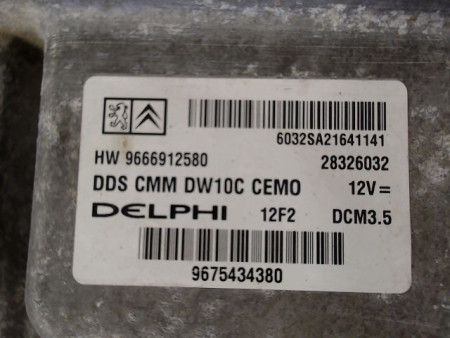 6032SA21641141
HW 9666912580 28326032
DDS CMM DW10C CEMO 12V=
DELPHI 12F2 DCM3.5
9675434380